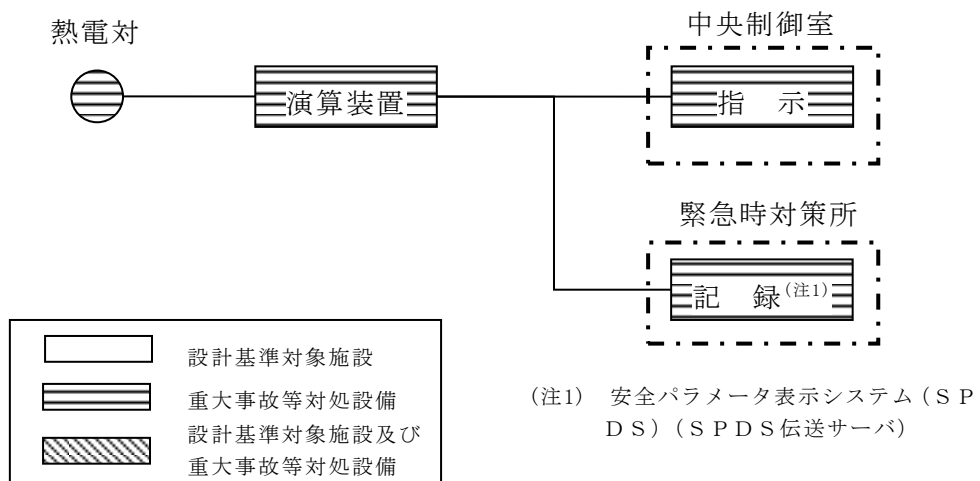 熱電対
中央制御室
演算装置
指　示
緊急時対策所
記　録(注1)
設計基準対象施設
重大事故等対処設備
設計基準対象施設及び
重大事故等対処設備
(注1)　安全パラメータ表示システム（ＳＰ
ＤＳ）（ＳＰＤＳ伝送サーバ）